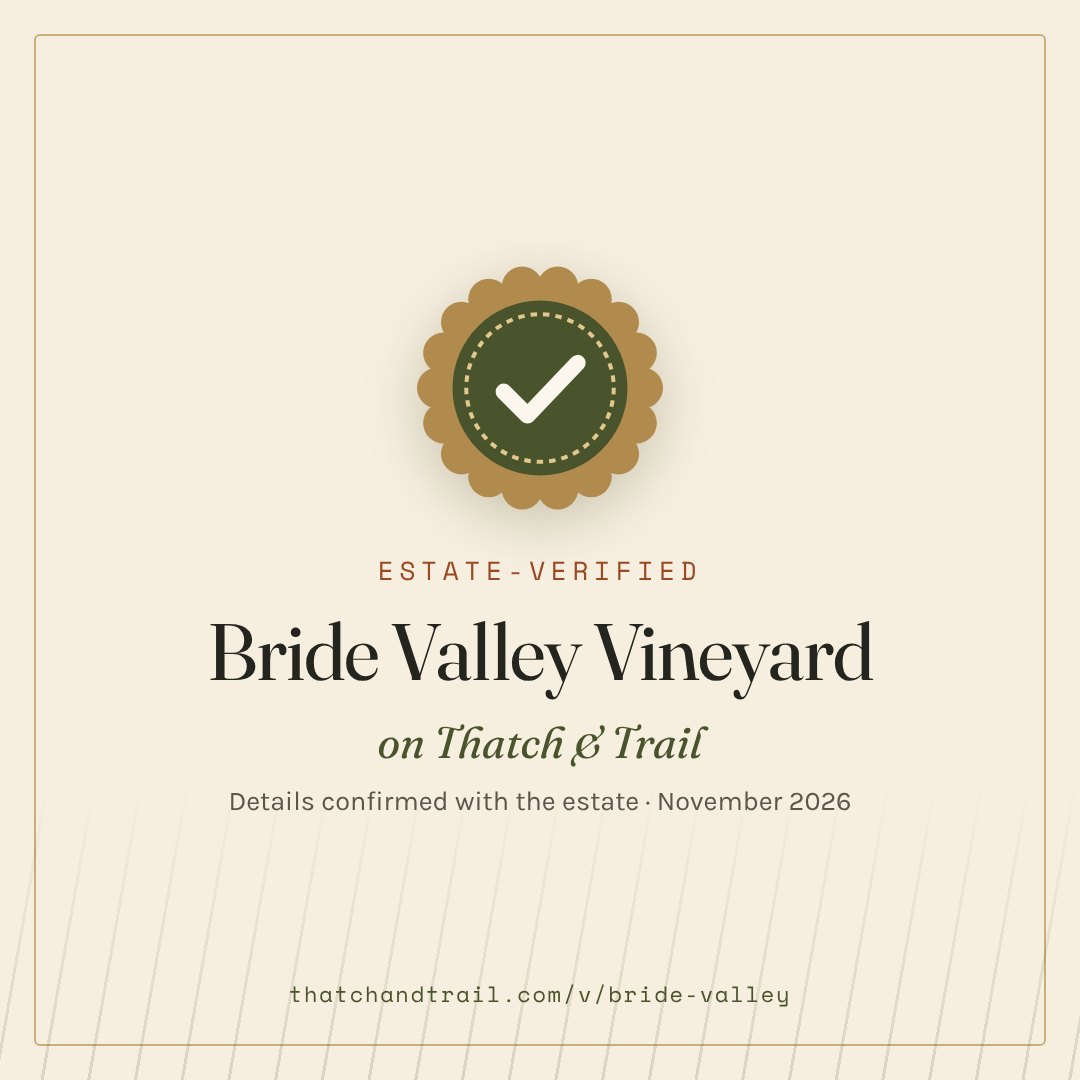 ESTATE-VERIFIED
Bride Valley Vineyard
on Thatch & Trail
Details confirmed with the estate · November 2026
thatchandtrail.com/v/bride-valley